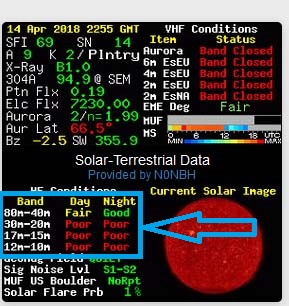 14 Apr 2018 2255 GMT
SFI 69 SN 14
A 9 K 2/Plntry
X-Ray B1.0
304A 94.9 @ SEM
Ptn Flx 0.19
Elc Flx 7230.00
Aurora 2/n=1.99
Aur Lat 66.5°
Bz -2.5 SW 355.9
VHF Conditions
Item Status
Aurora Band Closed
6m EsEU Band Closed
4m EsEU Band Closed
2m EsEU Band Closed
2m EsNA Band Closed
EME Deg Fair
MUF
MS
0 6 12 18 UTC
Solar-Terrestrial Data
Provided by N0NBH
HF Conditions
Band Day Night
80m-40m Fair Good
30m-20m Poor Poor
17m-15m Poor Poor
12m-10m Poor Poor
Geomag Field QUIET
Sig Noise Lvl S1-S2
MUF US Boulder NoRpt
Solar Flare Prb 1%
Current Solar Image